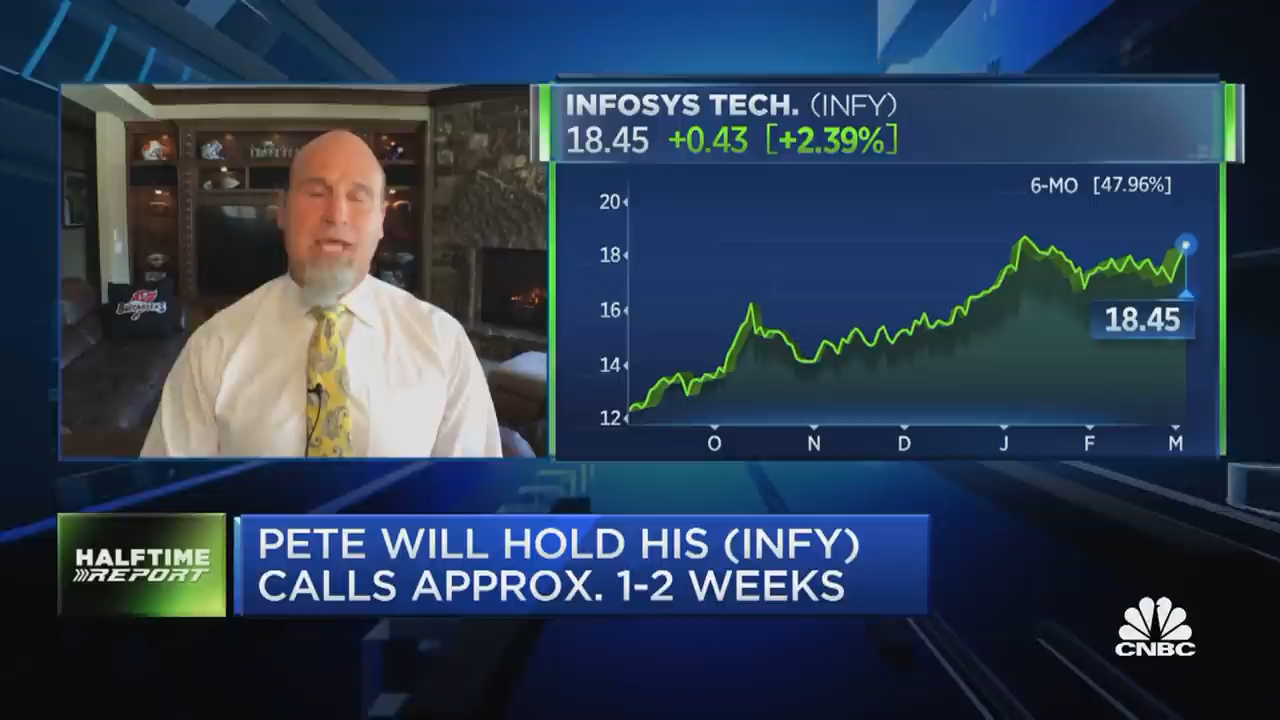 INFOSYS TECH. (INFY)
18.45 +0.43 [+2.39%]
6-MO [47.96%]
20
18
16
14
12
18.45
O N D J F M
BUCCANEERS
HALFTIME
REPORT
PETE WILL HOLD HIS (INFY)
CALLS APPROX. 1-2 WEEKS
CNBC